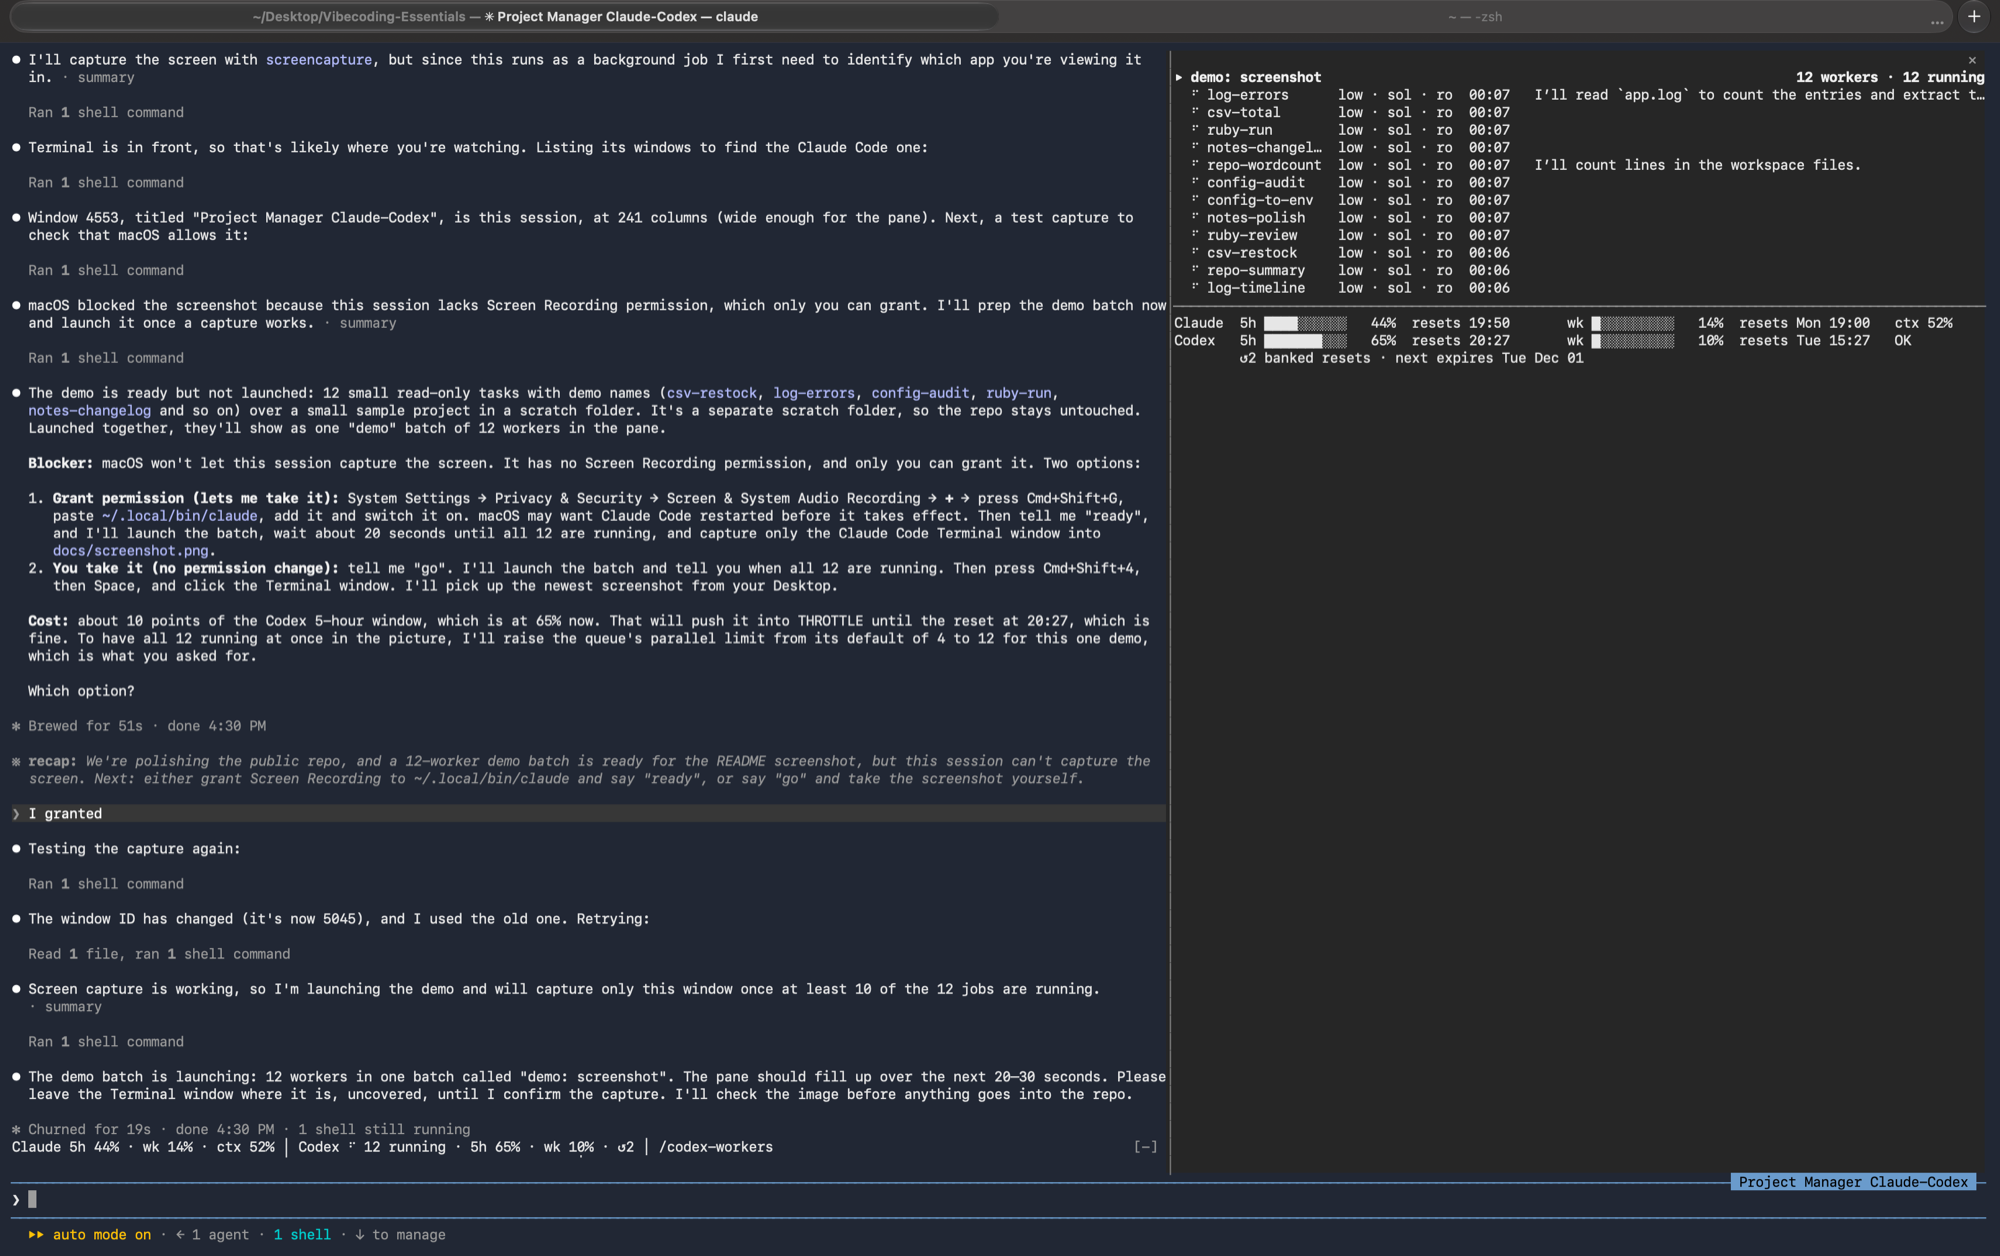 ~/Desktop/Vibecoding-Essentials — ✳ Project Manager Claude-Codex — claude
~ — -zsh
...
+
● I'll capture the screen with screencapture, but since this runs as a background job I first need to identify which app you're viewing it
in. · summary
Ran 1 shell command
● Terminal is in front, so that's likely where you're watching. Listing its windows to find the Claude Code one:
Ran 1 shell command
● Window 4553, titled "Project Manager Claude-Codex", is this session, at 241 columns (wide enough for the pane). Next, a test capture to
check that macOS allows it:
Ran 1 shell command
● macOS blocked the screenshot because this session lacks Screen Recording permission, which only you can grant. I'll prep the demo batch now
and launch it once a capture works. · summary
Ran 1 shell command
● The demo is ready but not launched: 12 small read-only tasks with demo names (csv-restock, log-errors, config-audit, ruby-run,
notes-changelog and so on) over a small sample project in a scratch folder. It's a separate scratch folder, so the repo stays untouched.
Launched together, they'll show as one "demo" batch of 12 workers in the pane.
Blocker: macOS won't let this session capture the screen. It has no Screen Recording permission, and only you can grant it. Two options:
1. Grant permission (lets me take it): System Settings → Privacy & Security → Screen & System Audio Recording → + → press Cmd+Shift+G,
paste ~/.local/bin/claude, add it and switch it on. macOS may want Claude Code restarted before it takes effect. Then tell me "ready",
and I'll launch the batch, wait about 20 seconds until all 12 are running, and capture only the Claude Code Terminal window into
docs/screenshot.png.
2. You take it (no permission change): tell me "go". I'll launch the batch and tell you when all 12 are running. Then press Cmd+Shift+4,
then Space, and click the Terminal window. I'll pick up the newest screenshot from your Desktop.
Cost: about 10 points of the Codex 5-hour window, which is at 65% now. That will push it into THROTTLE until the reset at 20:27, which is
fine. To have all 12 running at once in the picture, I'll raise the queue's parallel limit from its default of 4 to 12 for this one demo,
which is what you asked for.
Which option?
✻ Brewed for 51s · done 4:30 PM
※ recap: We're polishing the public repo, and a 12-worker demo batch is ready for the README screenshot, but this session can't capture the
screen. Next: either grant Screen Recording to ~/.local/bin/claude and say "ready", or say "go" and take the screenshot yourself.
❯ I granted
● Testing the capture again:
Ran 1 shell command
● The window ID has changed (it's now 5045), and I used the old one. Retrying:
Read 1 file, ran 1 shell command
● Screen capture is working, so I'm launching the demo and will capture only this window once at least 10 of the 12 jobs are running.
· summary
Ran 1 shell command
● The demo batch is launching: 12 workers in one batch called "demo: screenshot". The pane should fill up over the next 20–30 seconds. Please
leave the Terminal window where it is, uncovered, until I confirm the capture. I'll check the image before anything goes into the repo.
✻ Churned for 19s · done 4:30 PM · 1 shell still running
Claude 5h 44% · wk 14% · ctx 52% │ Codex ⠋ 12 running · 5h 65% · wk 10% · ↺2 │ /codex-workers [-]
×
▸ demo: screenshot 12 workers · 12 running
log-errors low · sol · ro 00:07 I'll read `app.log` to count the entries and extract t…
csv-total low · sol · ro 00:07
ruby-run low · sol · ro 00:07
notes-changel… low · sol · ro 00:07
repo-wordcount low · sol · ro 00:07 I'll count lines in the workspace files.
config-audit low · sol · ro 00:07
config-to-env low · sol · ro 00:07
notes-polish low · sol · ro 00:07
ruby-review low · sol · ro 00:07
csv-restock low · sol · ro 00:06
repo-summary low · sol · ro 00:06
log-timeline low · sol · ro 00:06
Claude 5h 44% resets 19:50 wk 14% resets Mon 19:00 ctx 52%
Codex 5h 65% resets 20:27 wk 10% resets Tue 15:27 OK
↺2 banked resets · next expires Tue Dec 01
Project Manager Claude-Codex
❯
▸▸ auto mode on · ← 1 agent · 1 shell · ↓ to manage